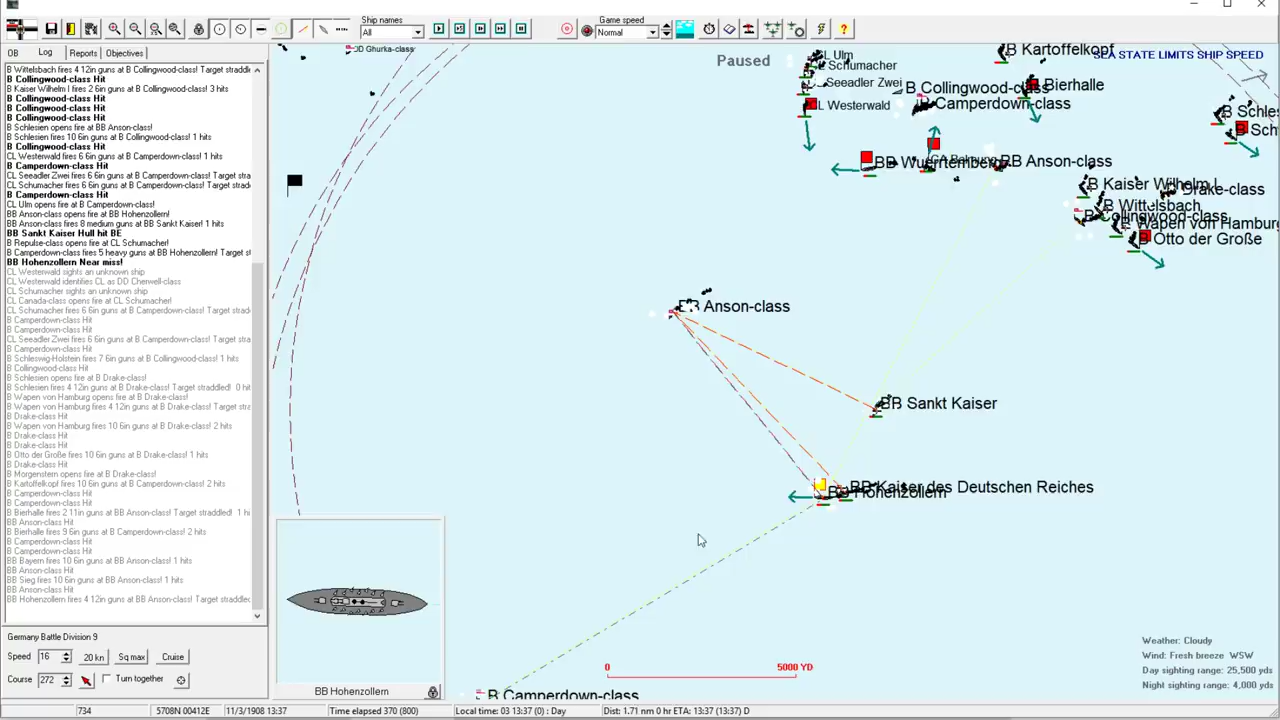 Ship names
All
Game speed
Normal
OB Log Reports Objectives
B Wittelsbach fires 4 12in guns at B Collingwood-class! Target straddl
B Collingwood-class Hit
B Kaiser Wilhelm I fires 2 6in guns at B Collingwood-class! 3 hits
B Collingwood-class Hit
B Collingwood-class Hit
B Collingwood-class Hit
B Schlesien opens fire at BB Anson-class!
B Schlesien fires 10 6in guns at B Collingwood-class! 1 hits
B Collingwood-class Hit
CL Westerwald fires 6 6in guns at B Camperdown-class! 1 hits
B Camperdown-class Hit
CL Seeadler Zwei fires 6 6in guns at B Camperdown-class! Target strad
CL Schumacher fires 6 6in guns at B Camperdown-class! Target stradc
B Camperdown-class Hit
CL Ulm opens fire at B Camperdown-class!
BB Anson-class opens fire at BB Hohenzollern!
BB Anson-class fires 8 medium guns at BB Sankt Kaiser! 1 hits
BB Sankt Kaiser Hull hit BE
B Repulse-class opens fire at CL Schumacher!
B Camperdown-class fires 5 heavy guns at BB Hohenzollern! Target st
BB Hohenzollern Near miss!
CL Westerwald sights an unknown ship
CL Westerwald identifies CL as DD Cherwell-class
CL Schumacher sights an unknown ship
CL Canada-class opens fire at CL Schumacher!
CL Schumacher fires 6 6in guns at B Camperdown-class! Target stradc
B Camperdown-class Hit
B Camperdown-class Hit
CL Seeadler Zwei fires 6 6in guns at B Camperdown-class! Target strad
B Camperdown-class Hit
B Schleswig-Holstein fires 7 6in guns at B Collingwood-class! 1 hits
B Collingwood-class Hit
B Schlesien opens fire at B Drake-class!
B Schlesien fires 4 12in guns at B Drake-class! Target straddled! 0 hit
B Wapen von Hamburg opens fire at B Drake-class!
B Wapen von Hamburg fires 4 12in guns at B Drake-class! Target stra
B Drake-class Hit
B Wapen von Hamburg fires 10 6in guns at B Drake-class! 2 hits
B Drake-class Hit
B Drake-class Hit
B Otto der Große fires 10 6in guns at B Drake-class! 1 hits
B Drake-class Hit
B Morgenstern opens fire at B Drake-class!
B Kartoffelkopf fires 10 6in guns at B Camperdown-class! 2 hits
B Camperdown-class Hit
B Camperdown-class Hit
B Bierhalle fires 2 11in guns at BB Anson-class! Target straddled! 1 hi
BB Anson-class Hit
B Bierhalle fires 9 6in guns at B Camperdown-class! 2 hits
B Camperdown-class Hit
B Camperdown-class Hit
BB Bayern fires 10 6in guns at BB Anson-class! 1 hits
BB Anson-class Hit
BB Sieg fires 10 6in guns at BB Anson-class! 1 hits
BB Anson-class Hit
BB Hohenzollern fires 4 12in guns at BB Anson-class! Target straddled
Germany Battle Division 9
Speed 16 20 kn Sq max Cruise
Course 272 Turn together
DD Ghurka-class
Paused
SEA STATE LIMITS SHIP SPEED
CL Ulm
Schumacher
Seeadler Zwei
L Westerwald
B Kartoffelkopf
B Collingwood-class
Bierhalle
B Camperdown-class
B Schles
B Sch
BB Wuerttemberg
BB Anson-class
B Kaiser Wilhelm I
Drake-class
B Wittelsbach
B Collingwood-class
B Wapen von Hamburg
B Otto der Große
BB Anson-class
BB Sankt Kaiser
BB Kaiser des Deutschen Reiches
BB Hohenzollern
B Camperdown-class
0 5000 YD
BB Hohenzollern
Weather: Cloudy
Wind: Fresh breeze WSW
Day sighting range: 25,500 yds
Night sighting range: 4,000 yds
734 5708N 00412E 11/3/1908 13:37 Time elapsed 370 (800) Local time: 03 13:37 (0) : Day Dist: 1.71 nm 0 hr ETA: 13:37 (13:37) D